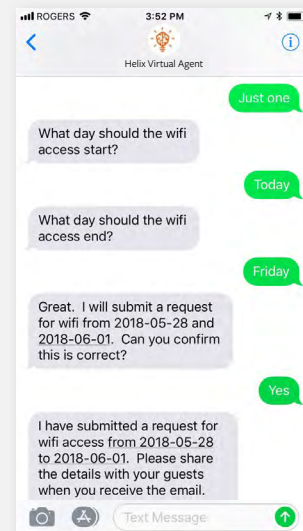 ROGERS 3:52 PM
Helix Virtual Agent
Just one
What day should the wifi
access start?
Today
What day should the wifi
access end?
Friday
Great. I will submit a request
for wifi from 2018-05-28 and
2018-06-01. Can you confirm
this is correct?
Yes
I have submitted a request for
wifi access from 2018-05-28
to 2018-06-01. Please share
the details with your guests
when you receive the email.
Text Message